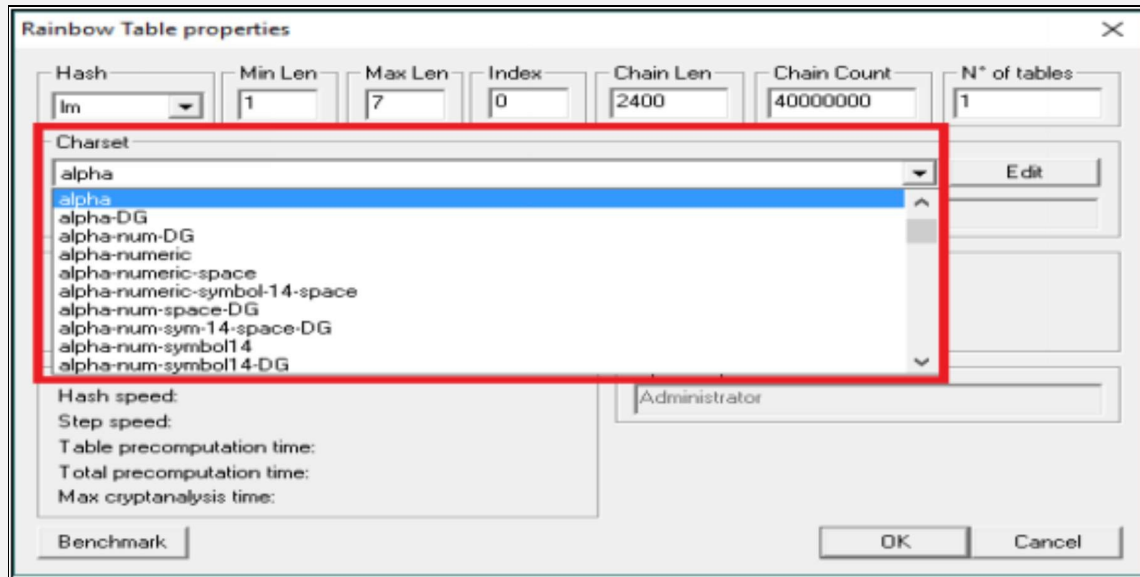 Rainbow Table properties
Hash Min Len Max Len Index Chain Len Chain Count N° of tables
lm 1 7 0 2400 40000000 1
Charset
alpha Edit
alpha
alpha-DG
alpha-num-DG
alpha-numeric
alpha-numeric-space
alpha-numeric-symbol-14-space
alpha-num-space-DG
alpha-num-sym-14-space-DG
alpha-num-symbol14
alpha-num-symbol14-DG
Hash speed: Administrator
Step speed:
Table precomputation time:
Total precomputation time:
Max cryptanalysis time:
Benchmark OK Cancel